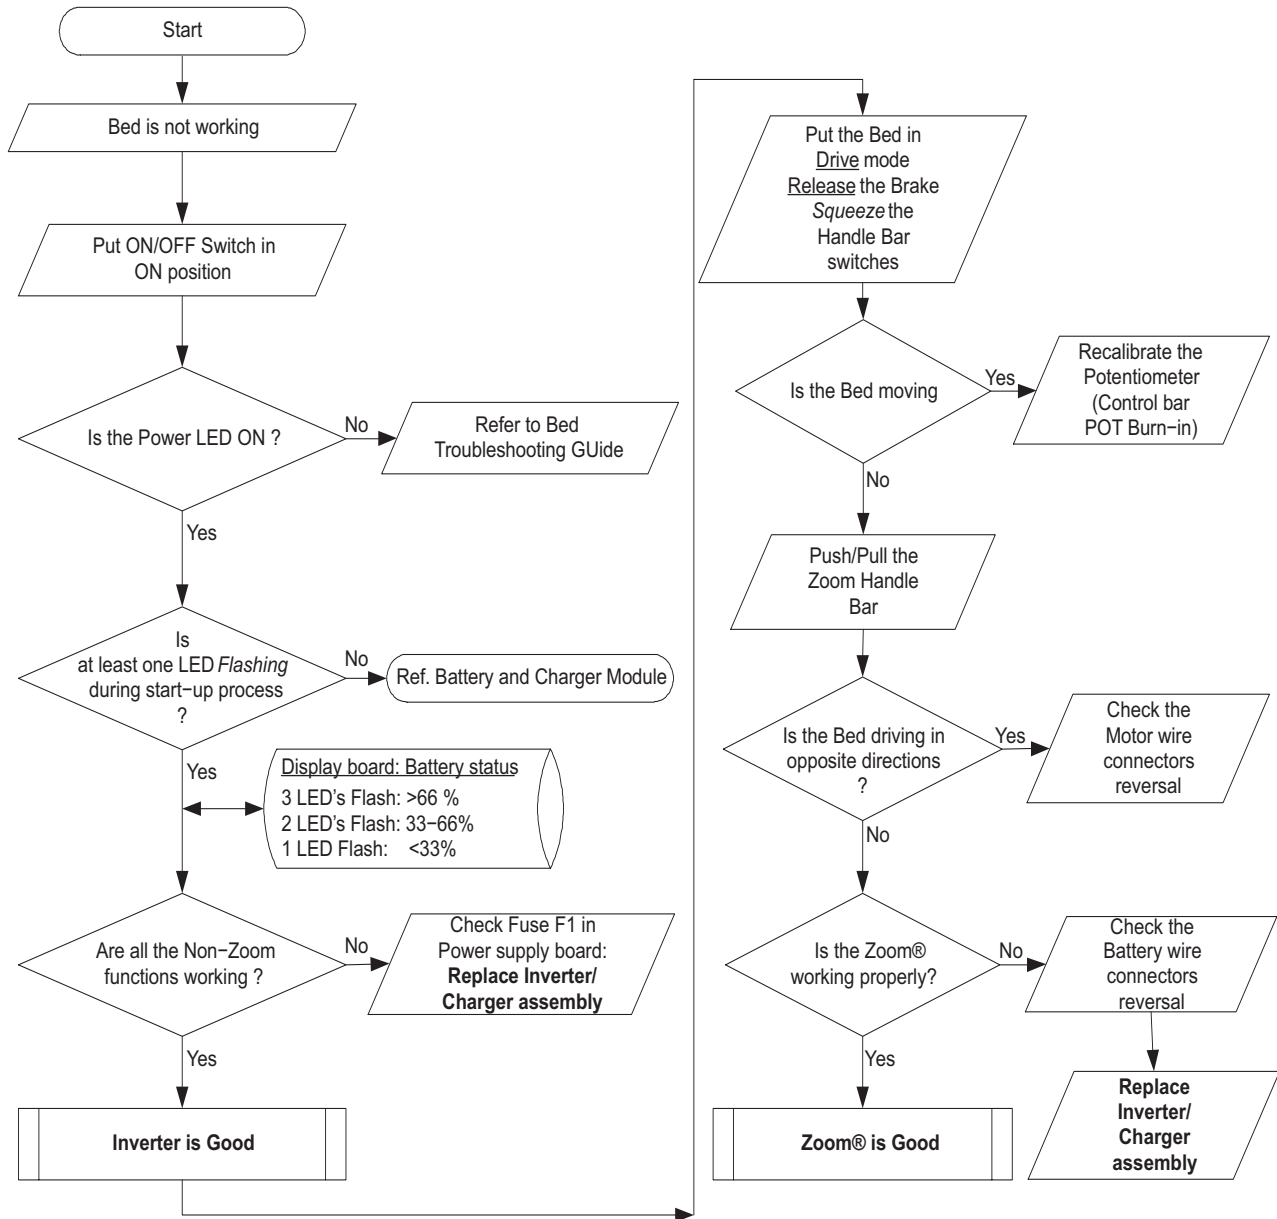 Start
Bed is not working
Put ON/OFF Switch in
ON position
Is the Power LED ON ?
No
Refer to Bed
Troubleshooting GUide
Yes
Is
at least one LED Flashing
during start-up process
?
No
Ref. Battery and Charger Module
Yes
Display board: Battery status
3 LED's Flash: >66 %
2 LED's Flash: 33-66%
1 LED Flash: <33%
Are all the Non-Zoom
functions working ?
No
Check Fuse F1 in
Power supply board:
Replace Inverter/
Charger assembly
Yes
Inverter is Good
Put the Bed in
Drive mode
Release the Brake
Squeeze the
Handle Bar
switches
Is the Bed moving
Yes
Recalibrate the
Potentiometer
(Control bar
POT Burn-in)
No
Push/Pull the
Zoom Handle
Bar
Is the Bed driving in
opposite directions
?
Yes
Check the
Motor wire
connectors
reversal
No
Is the Zoom®
working properly?
No
Check the
Battery wire
connectors
reversal
Replace
Inverter/
Charger
assembly
Yes
Zoom® is Good